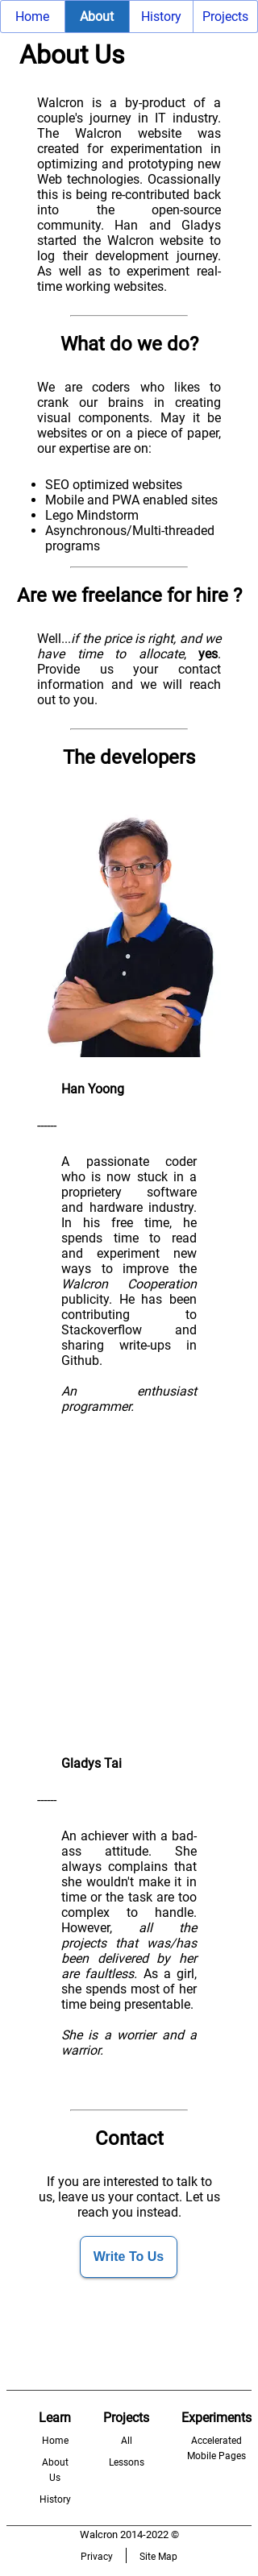 Home About History Projects
About Us
Walcron is a by-product of a
couple's journey in IT industry.
The Walcron website was
created for experimentation in
optimizing and prototyping new
Web technologies. Ocassionally
this is being re-contributed back
into the open-source
community. Han and Gladys
started the Walcron website to
log their development journey.
As well as to experiment real-
time working websites.
What do we do?
We are coders who likes to
crank our brains in creating
visual components. May it be
websites or on a piece of paper,
our expertise are on:
• SEO optimized websites
• Mobile and PWA enabled sites
• Lego Mindstorm
• Asynchronous/Multi-threaded
programs
Are we freelance for hire ?
Well...if the price is right, and we
have time to allocate, yes.
Provide us your contact
information and we will reach
out to you.
The developers
Han Yoong
------
A passionate coder
who is now stuck in a
proprietery software
and hardware industry.
In his free time, he
spends time to read
and experiment new
ways to improve the
Walcron Cooperation
publicity. He has been
contributing to
Stackoverflow and
sharing write-ups in
Github.
An enthusiast
programmer.
Gladys Tai
------
An achiever with a bad-
ass attitude. She
always complains that
she wouldn't make it in
time or the task are too
complex to handle.
However, all the
projects that was/has
been delivered by her
are faultless. As a girl,
she spends most of her
time being presentable.
She is a worrier and a
warrior.
Contact
If you are interested to talk to
us, leave us your contact. Let us
reach you instead.
Write To Us
Learn Projects Experiments
Home All Accelerated
Mobile Pages
About Lessons
Us
History
Walcron 2014-2022 ©
Privacy Site Map